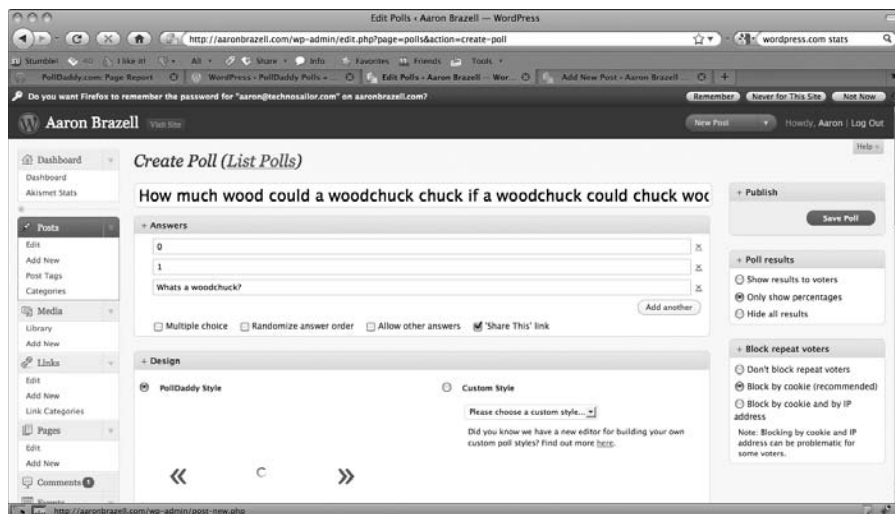 Edit Polls ‹ Aaron Brazell — WordPress
http://aaronbrazell.com/wp-admin/edit.php?page=polls&action=create-poll
wordpress.com stats
Stumble! I like it! All Share Info Favorites Friends Tools
PollDaddy.com: Page Report
WordPress › PollDaddy Polls « ...
Edit Polls ‹ Aaron Brazell — Wor...
Add New Post ‹ Aaron Brazell ...
Do you want Firefox to remember the password for "aaron@technosailor.com" on aaronbrazell.com?
Remember
Never for This Site
Not Now
Aaron Brazell
Visit Site
New Post
Howdy, Aaron | Log Out
Help
Dashboard
Dashboard
Akismet Stats
Posts
Edit
Add New
Post Tags
Categories
Media
Library
Add New
Links
Edit
Add New
Link Categories
Pages
Edit
Add New
Comments 1
Events
Create Poll (List Polls)
How much wood could a woodchuck chuck if a woodchuck could chuck woo
+ Answers
0
1
Whats a woodchuck?
Add another
Multiple choice
Randomize answer order
Allow other answers
'Share This' link
+ Design
PollDaddy Style
Custom Style
Please choose a custom style...
Did you know we have a new editor for building your own
custom poll styles? Find out more here.
«
»
+ Publish
Save Poll
+ Poll results
Show results to voters
Only show percentages
Hide all results
+ Block repeat voters
Don't block repeat voters
Block by cookie (recommended)
Block by cookie and by IP
address
Note: Blocking by cookie and IP
address can be problematic for
some voters.
http://aaronbrazell.com/wp-admin/post-new.php